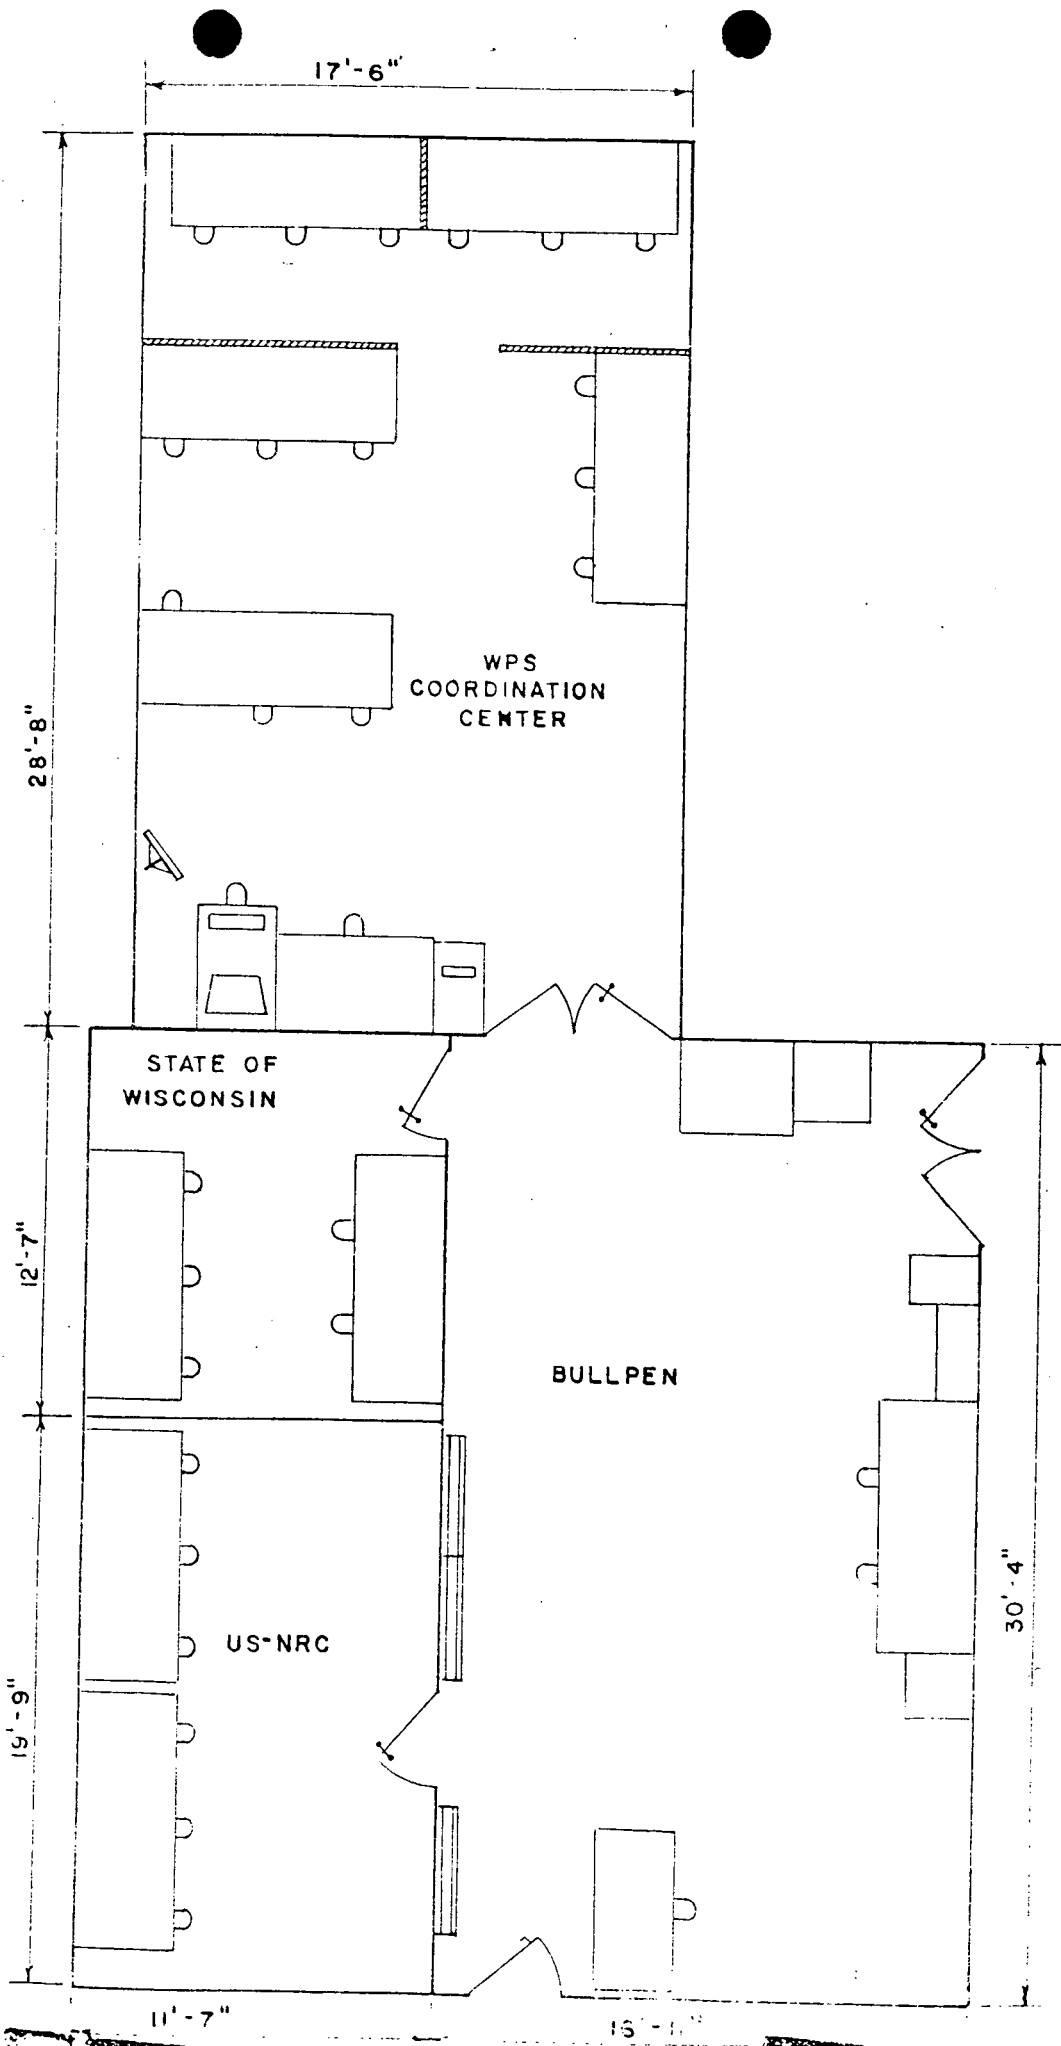 17'-6"
28'-8"
WPS
COORDINATION
CENTER
STATE OF
WISCONSIN
12'-7"
BULLPEN
30'-4"
US-NRC
19'-9"
11'-7"